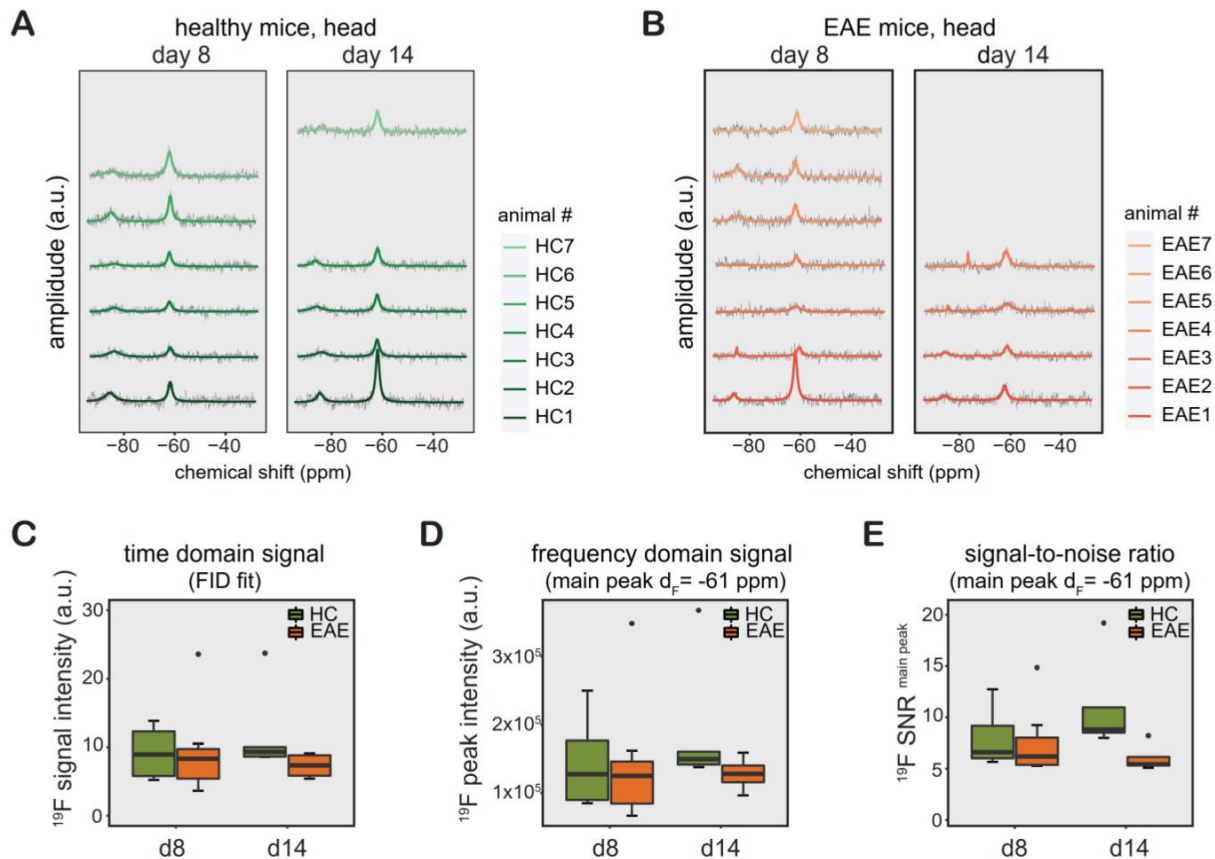 A
healthy mice, head
day 8
day 14
amplidude (a.u.)
−80
−60
−40
−80
−60
−40
chemical shift (ppm)
animal #
HC7
HC6
HC5
HC4
HC3
HC2
HC1
B
EAE mice, head
day 8
day 14
amplidude (a.u.)
−80
−60
−40
−80
−60
−40
chemical shift (ppm)
animal #
EAE7
EAE6
EAE5
EAE4
EAE3
EAE2
EAE1
C
time domain signal
(FID fit)
¹⁹F signal intensity (a.u.)
30
20
10
0
HC
EAE
d8
d14
D
frequency domain signal
(main peak d_F= -61 ppm)
¹⁹F peak intensity (a.u.)
3x10⁵
2x10⁵
1x10⁵
HC
EAE
d8
d14
E
signal-to-noise ratio
(main peak d_F= -61 ppm)
¹⁹F SNR main peak
20
15
10
5
0
HC
EAE
d8
d14